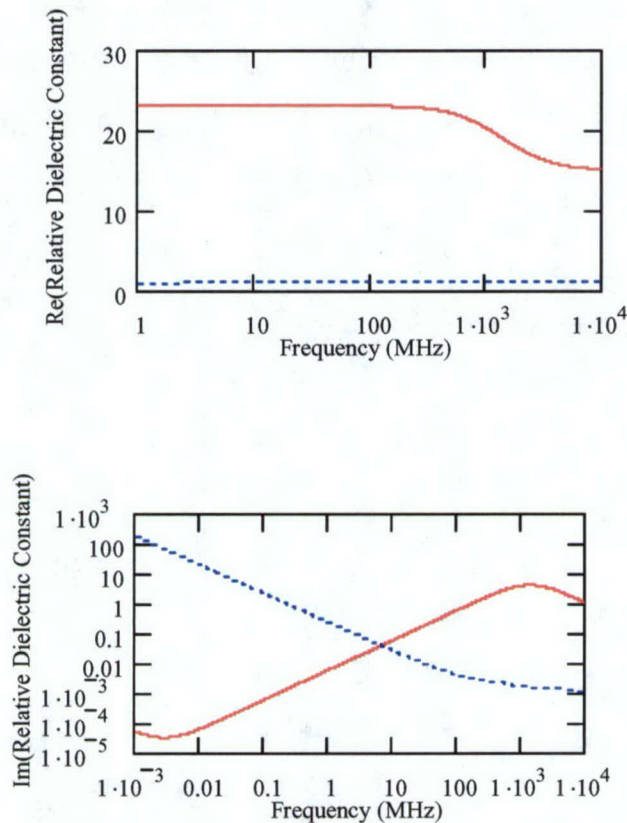 Re(Relative Dielectric Constant)
30
20
10
0
1 10 100 1·10³ 1·10⁴
Frequency (MHz)
Im(Relative Dielectric Constant)
1·10³
100
10
1
0.1
0.01
1·10⁻³
1·10⁻⁴
1·10⁻⁵
1·10⁻³ 0.01 0.1 1 10 100 1·10³ 1·10⁴
Frequency (MHz)